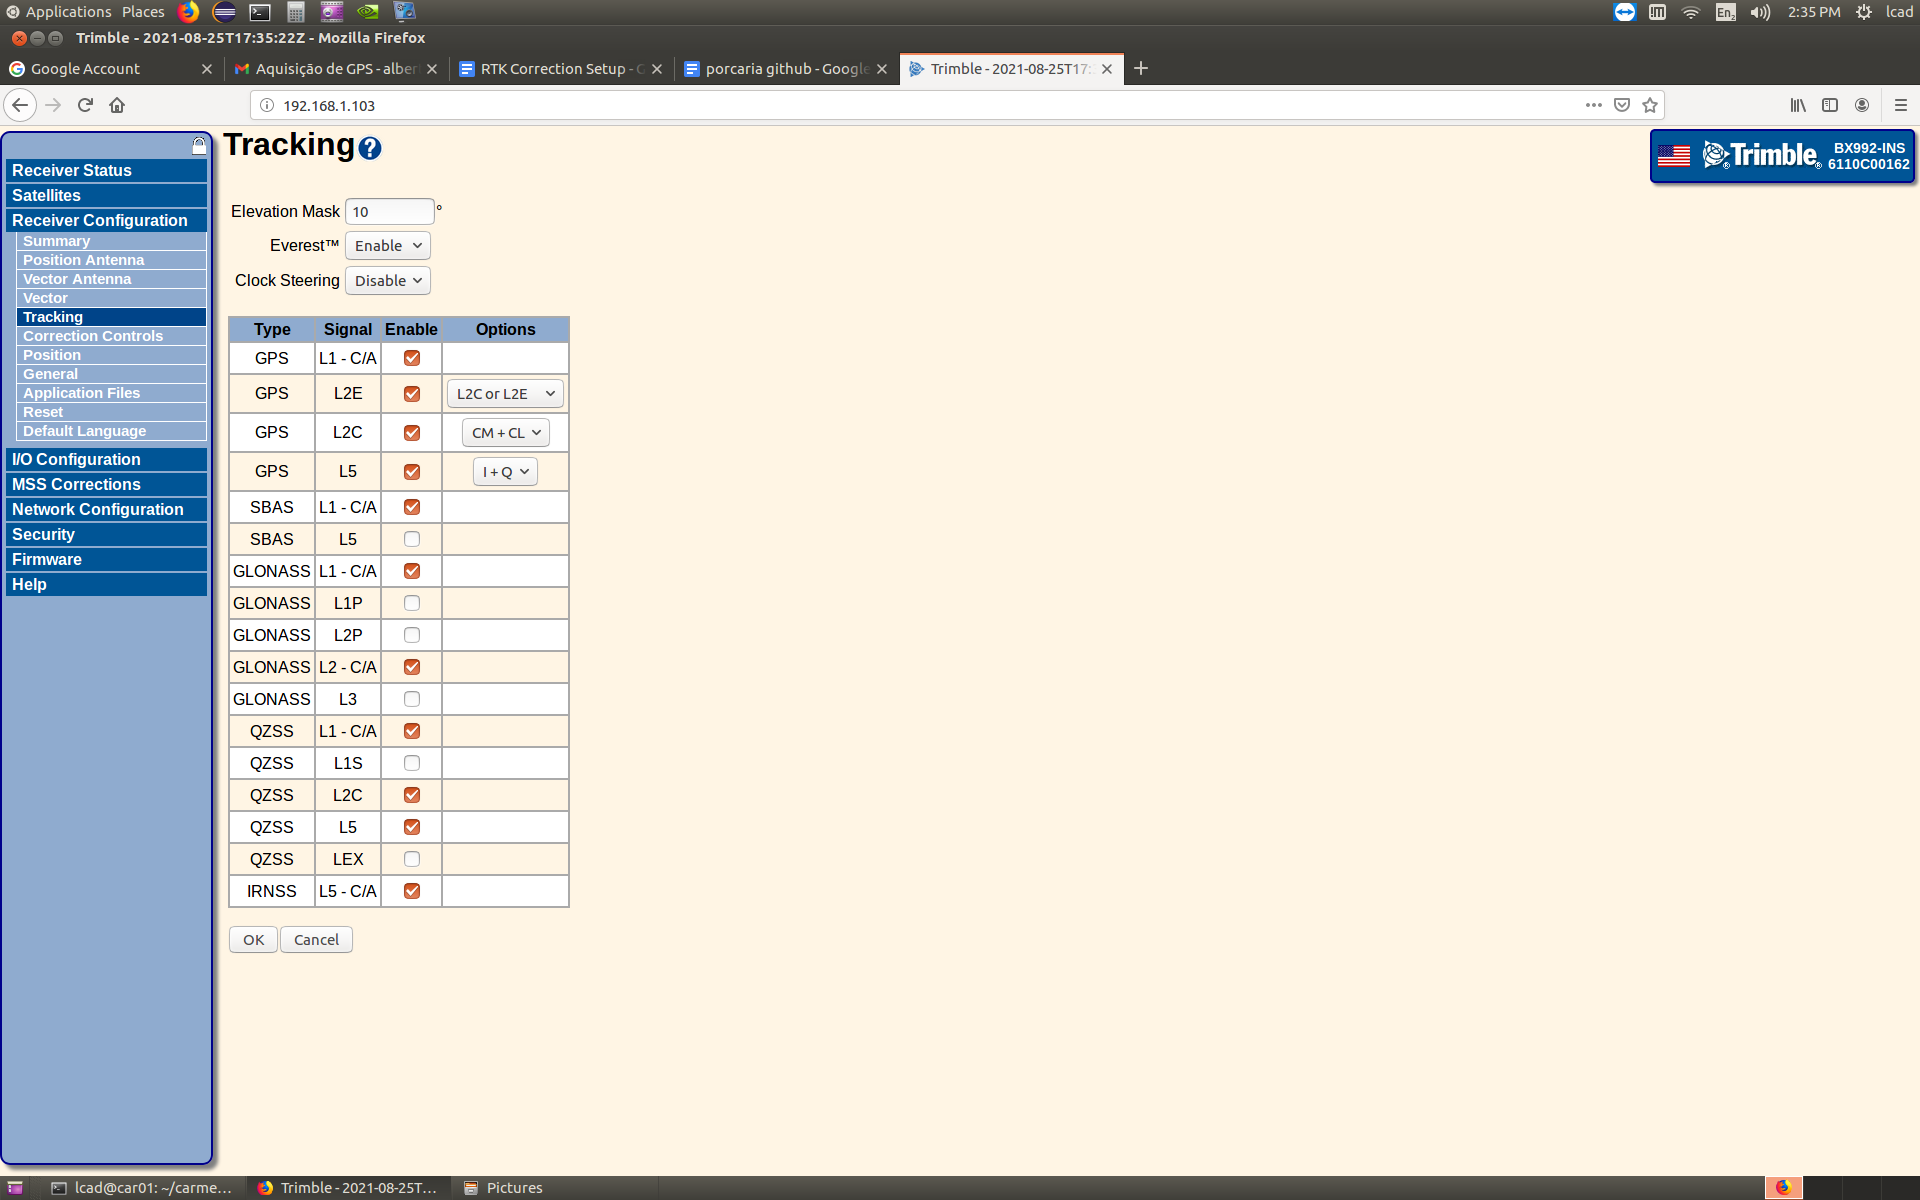 Applications Places En2 2:35 PM lcad
Trimble - 2021-08-25T17:35:22Z - Mozilla Firefox
Google Account
Aquisição de GPS - alber
RTK Correction Setup - G
porcaria github - Google
Trimble - 2021-08-25T17:
192.168.1.103
Receiver Status
Satellites
Receiver Configuration
Summary
Position Antenna
Vector Antenna
Vector
Tracking
Correction Controls
Position
General
Application Files
Reset
Default Language
I/O Configuration
MSS Corrections
Network Configuration
Security
Firmware
Help
Tracking ?
Trimble
BX992-INS
6110C00162
Elevation Mask 10 °
Everest™ Enable
Clock Steering Disable
Type Signal Enable Options
GPS L1 - C/A
GPS L2E L2C or L2E
GPS L2C CM + CL
GPS L5 I + Q
SBAS L1 - C/A
SBAS L5
GLONASS L1 - C/A
GLONASS L1P
GLONASS L2P
GLONASS L2 - C/A
GLONASS L3
QZSS L1 - C/A
QZSS L1S
QZSS L2C
QZSS L5
QZSS LEX
IRNSS L5 - C/A
OK Cancel
lcad@car01: ~/carme...
Trimble - 2021-08-25T...
Pictures